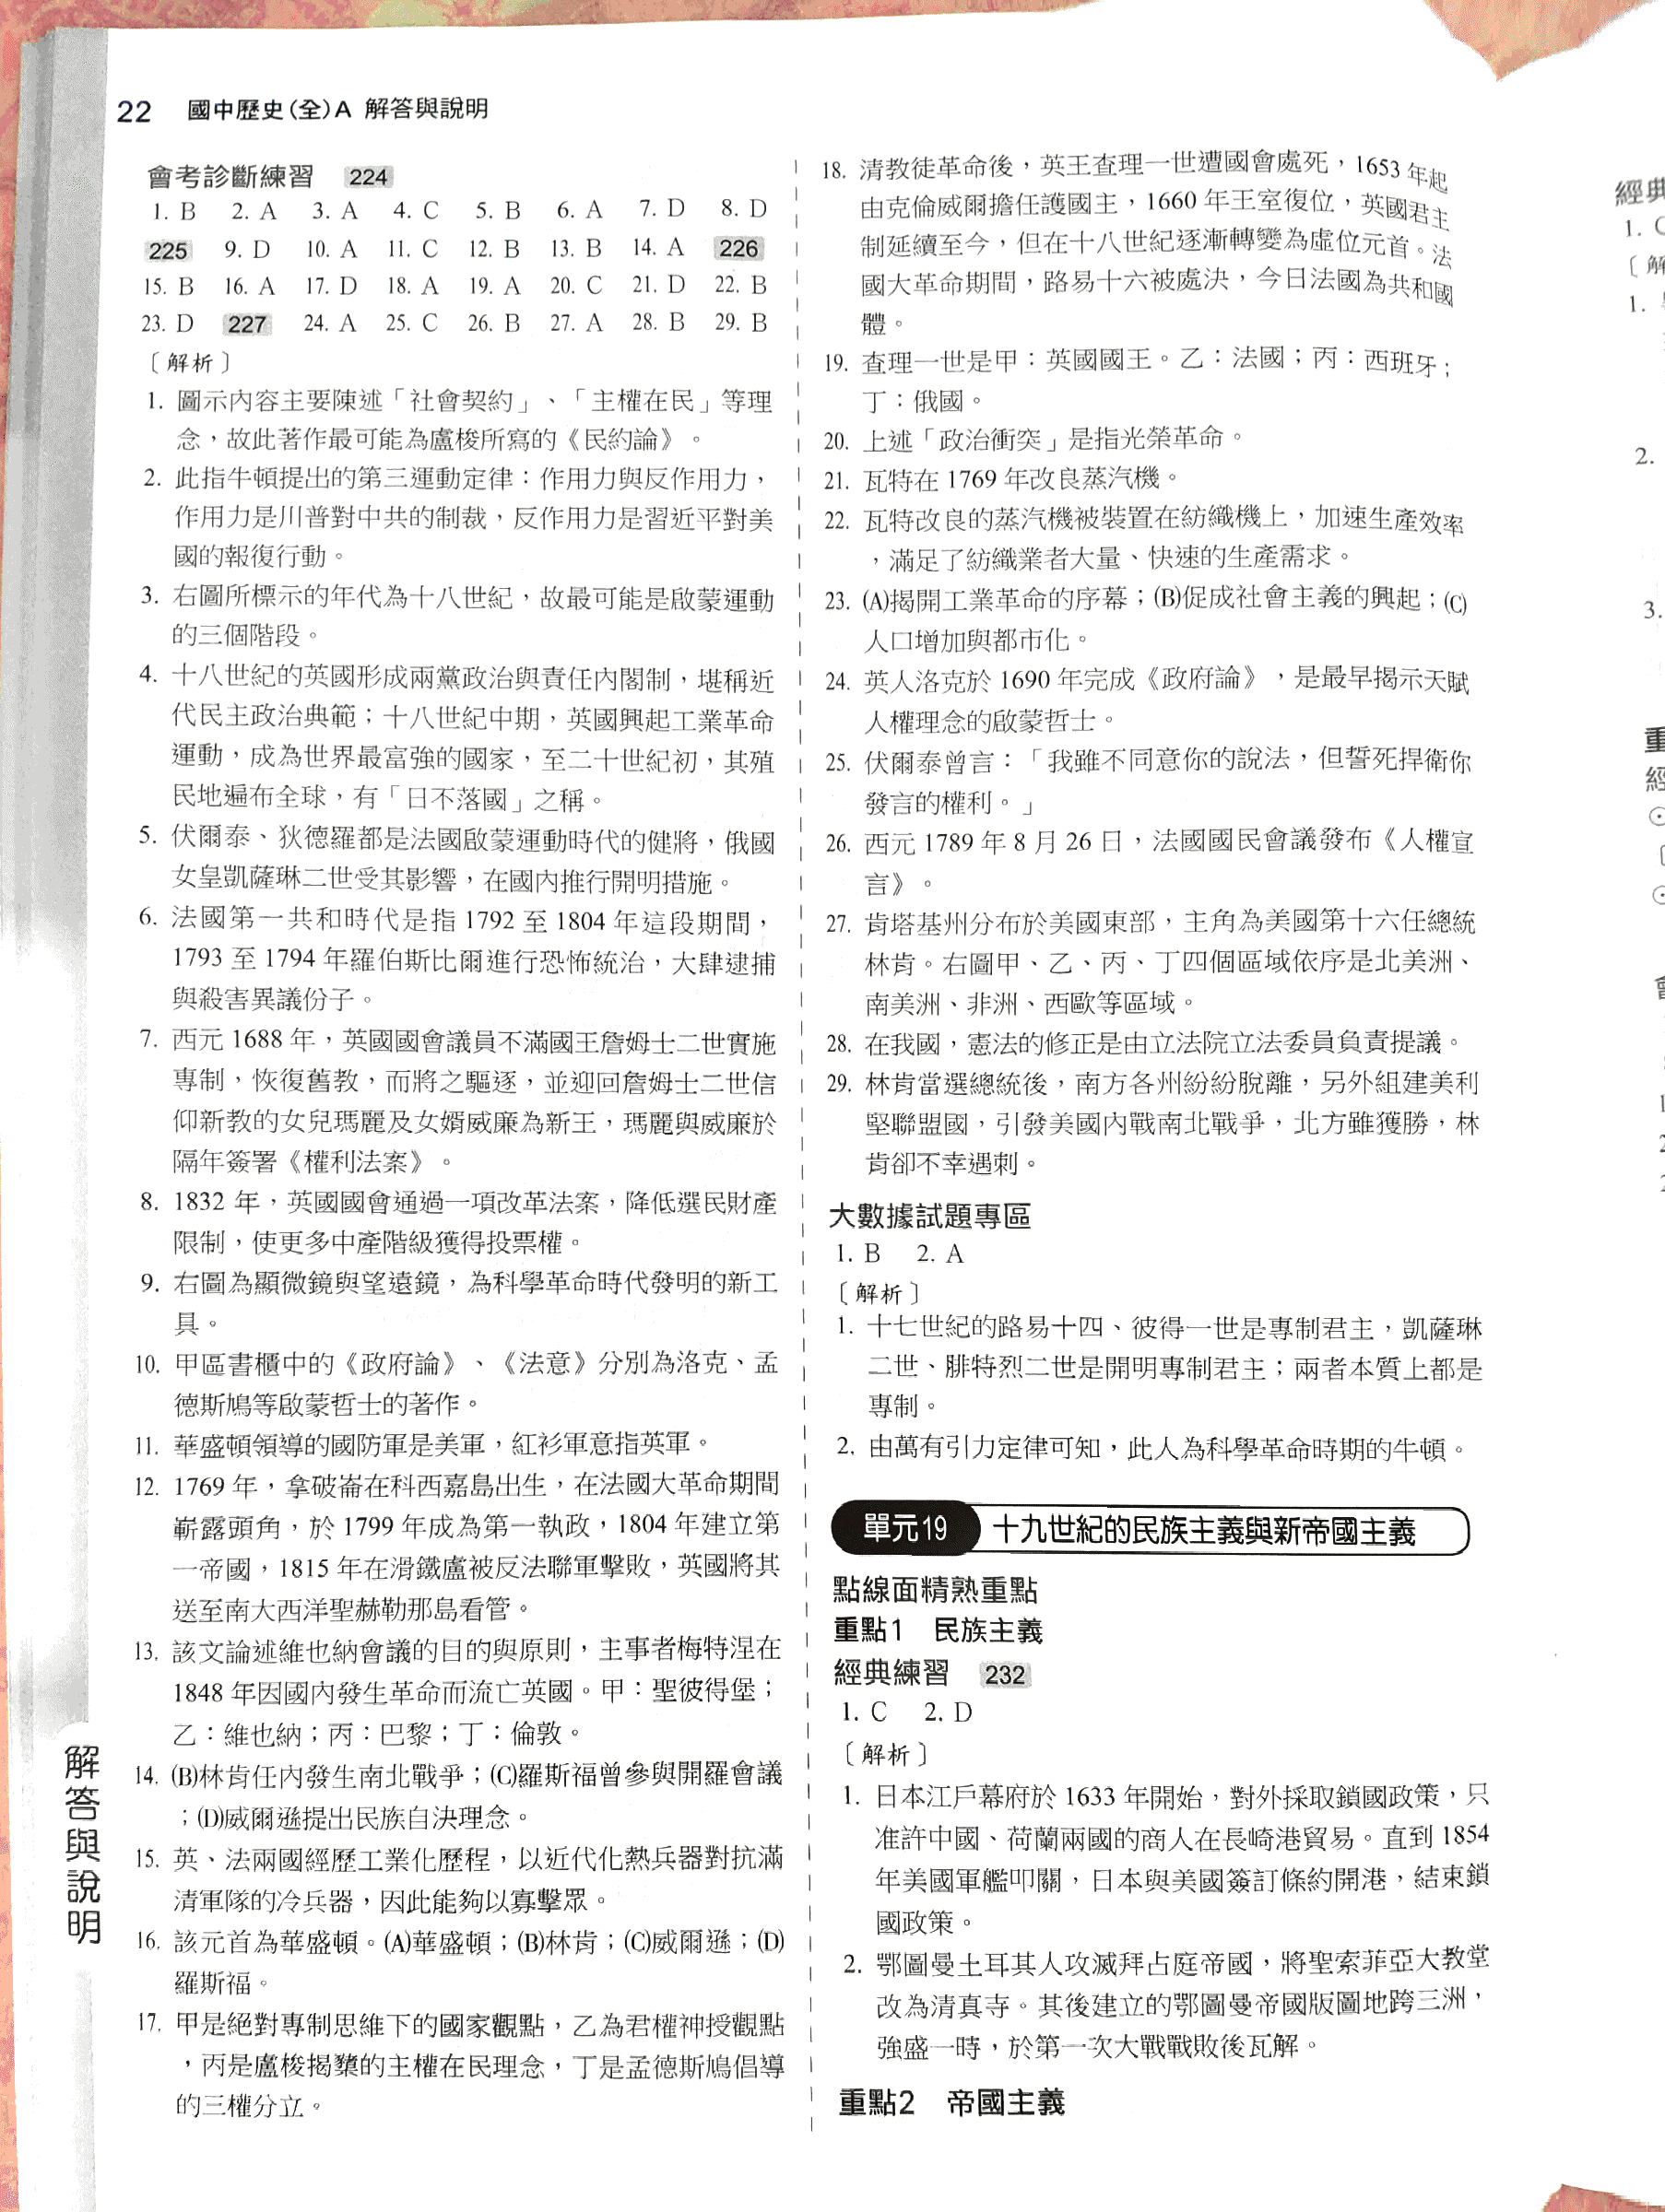 22 國中歷史(全)A 解答與說明
會考診斷練習 224
1. B 2. A 3. A 4. C 5. B 6. A 7. D 8. D
225 9. D 10. A 11. C 12. B 13. B 14. A 226
15. B 16. A 17. D 18. A 19. A 20. C 21. D 22. B
23. D 227 24. A 25. C 26. B 27. A 28. B 29. B
〔解析〕
1. 圖示內容主要陳述「社會契約」、「主權在民」等理
念，故此著作最可能為盧梭所寫的《民約論》。
2. 此指牛頓提出的第三運動定律：作用力與反作用力，
作用力是川普對中共的制裁，反作用力是習近平對美
國的報復行動。
3. 右圖所標示的年代為十八世紀，故最可能是啟蒙運動
的三個階段。
4. 十八世紀的英國形成兩黨政治與責任內閣制，堪稱近
代民主政治典範；十八世紀中期，英國興起工業革命
運動，成為世界最富強的國家，至二十世紀初，其殖
民地遍布全球，有「日不落國」之稱。
5. 伏爾泰、狄德羅都是法國啟蒙運動時代的健將，俄國
女皇凱薩琳二世受其影響，在國內推行開明措施。
6. 法國第一共和時代是指 1792 至 1804 年這段期間，
1793 至 1794 年羅伯斯比爾進行恐怖統治，大肆逮捕
與殺害異議份子。
7. 西元 1688 年，英國國會議員不滿國王詹姆士二世實施
專制，恢復舊教，而將之驅逐，並迎回詹姆士二世信
仰新教的女兒瑪麗及女婿威廉為新王，瑪麗與威廉於
隔年簽署《權利法案》。
8. 1832 年，英國國會通過一項改革法案，降低選民財產
限制，使更多中產階級獲得投票權。
9. 右圖為顯微鏡與望遠鏡，為科學革命時代發明的新工
具。
10. 甲區書櫃中的《政府論》、《法意》分別為洛克、孟
德斯鳩等啟蒙哲士的著作。
11. 華盛頓領導的國防軍是美軍，紅衫軍意指英軍。
12. 1769 年，拿破崙在科西嘉島出生，在法國大革命期間
嶄露頭角，於 1799 年成為第一執政，1804 年建立第
一帝國，1815 年在滑鐵盧被反法聯軍擊敗，英國將其
送至南大西洋聖赫勒那島看管。
13. 該文論述維也納會議的目的與原則，主事者梅特涅在
1848 年因國內發生革命而流亡英國。甲：聖彼得堡；
乙：維也納；丙：巴黎；丁：倫敦。
14. (B)林肯任內發生南北戰爭；(C)羅斯福曾參與開羅會議
；(D)威爾遜提出民族自決理念。
15. 英、法兩國經歷工業化歷程，以近代化熱兵器對抗滿
清軍隊的冷兵器，因此能夠以寡擊眾。
16. 該元首為華盛頓。(A)華盛頓；(B)林肯；(C)威爾遜；(D)
羅斯福。
17. 甲是絕對專制思維下的國家觀點，乙為君權神授觀點
，丙是盧梭揭櫫的主權在民理念，丁是孟德斯鳩倡導
的三權分立。
解答與說明
18. 清教徒革命後，英王查理一世遭國會處死，1653 年起
由克倫威爾擔任護國主，1660 年王室復位，英國君主
制延續至今，但在十八世紀逐漸轉變為虛位元首。法
國大革命期間，路易十六被處決，今日法國為共和國
體。
19. 查理一世是甲：英國國王。乙：法國；丙：西班牙；
丁：俄國。
20. 上述「政治衝突」是指光榮革命。
21. 瓦特在 1769 年改良蒸汽機。
22. 瓦特改良的蒸汽機被裝置在紡織機上，加速生產效率
，滿足了紡織業者大量、快速的生產需求。
23. (A)揭開工業革命的序幕；(B)促成社會主義的興起；(C)
人口增加與都市化。
24. 英人洛克於 1690 年完成《政府論》，是最早揭示天賦
人權理念的啟蒙哲士。
25. 伏爾泰曾言：「我雖不同意你的說法，但誓死捍衛你
發言的權利。」
26. 西元 1789 年 8 月 26 日，法國國民會議發布《人權宣
言》。
27. 肯塔基州分布於美國東部，主角為美國第十六任總統
林肯。右圖甲、乙、丙、丁四個區域依序是北美洲、
南美洲、非洲、西歐等區域。
28. 在我國，憲法的修正是由立法院立法委員負責提議。
29. 林肯當選總統後，南方各州紛紛脫離，另外組建美利
堅聯盟國，引發美國內戰南北戰爭，北方雖獲勝，林
肯卻不幸遇刺。
大數據試題專區
1. B 2. A
〔解析〕
1. 十七世紀的路易十四、彼得一世是專制君主，凱薩琳
二世、腓特烈二世是開明專制君主；兩者本質上都是
專制。
2. 由萬有引力定律可知，此人為科學革命時期的牛頓。
單元19 十九世紀的民族主義與新帝國主義
點線面精熟重點
重點1 民族主義
經典練習 232
1. C 2. D
〔解析〕
1. 日本江戶幕府於 1633 年開始，對外採取鎖國政策，只
准許中國、荷蘭兩國的商人在長崎港貿易。直到 1854
年美國軍艦叩關，日本與美國簽訂條約開港，結束鎖
國政策。
2. 鄂圖曼土耳其人攻滅拜占庭帝國，將聖索菲亞大教堂
改為清真寺。其後建立的鄂圖曼帝國版圖地跨三洲，
強盛一時，於第一次大戰戰敗後瓦解。
重點2 帝國主義
經典
1.
〔解
1.
2.
3.
重
經